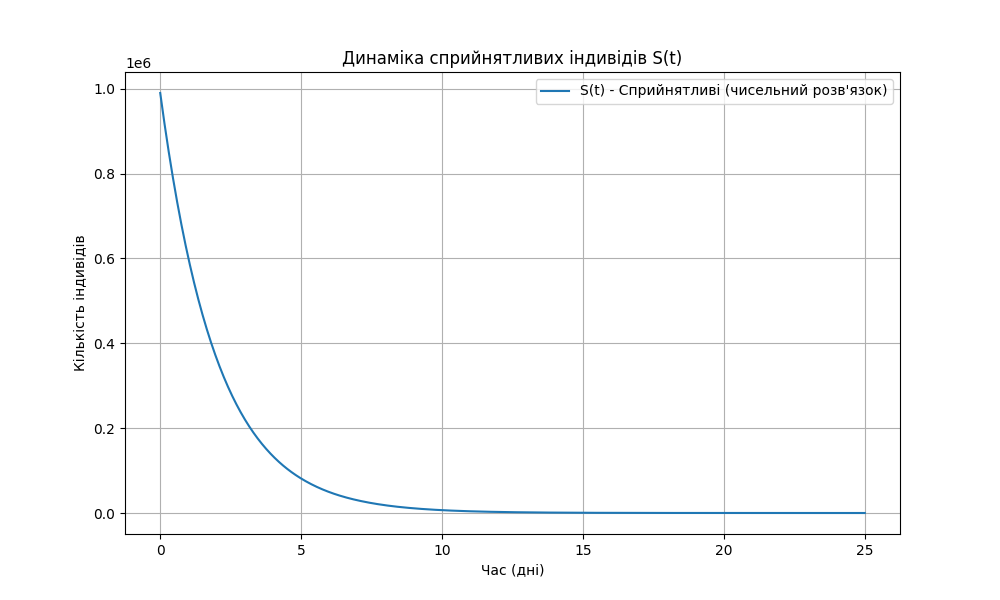 Динаміка сприйнятливих індивідів S(t)
1e6
S(t) - Сприйнятливі (чисельний розв'язок)
1.0
0.8
0.6
0.4
0.2
0.0
Кількість індивідів
0 5 10 15 20 25
Час (дні)